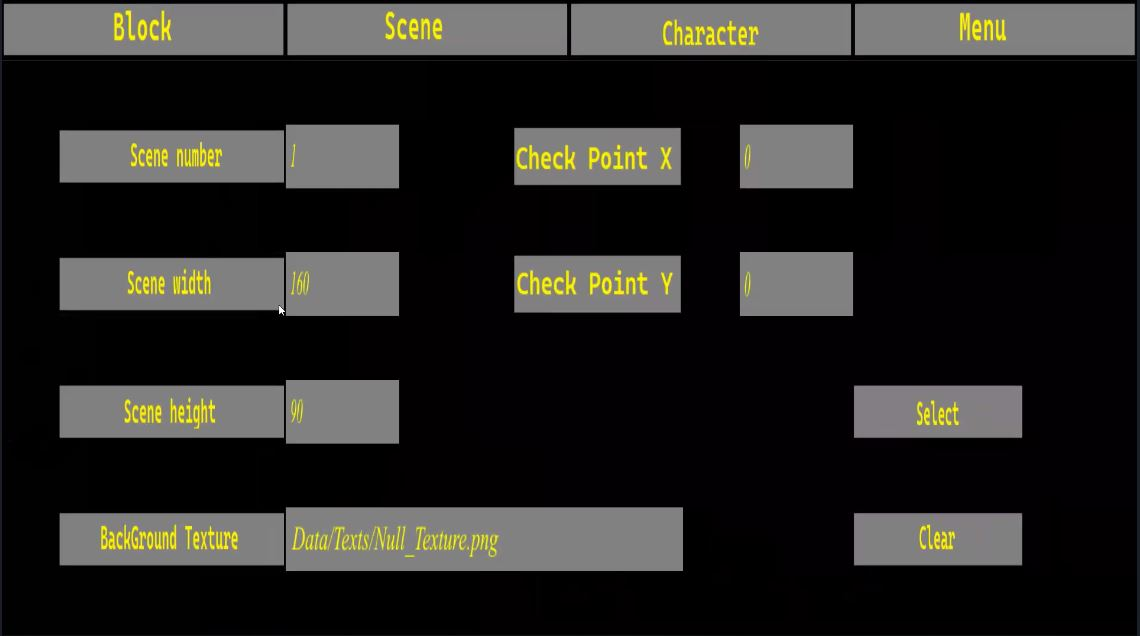 Block Scene Character Menu
Scene number 1 Check Point X 0
Scene width 160 Check Point Y 0
Scene height 90 Select
BackGround Texture Data/Texts/Null_Texture.png Clear